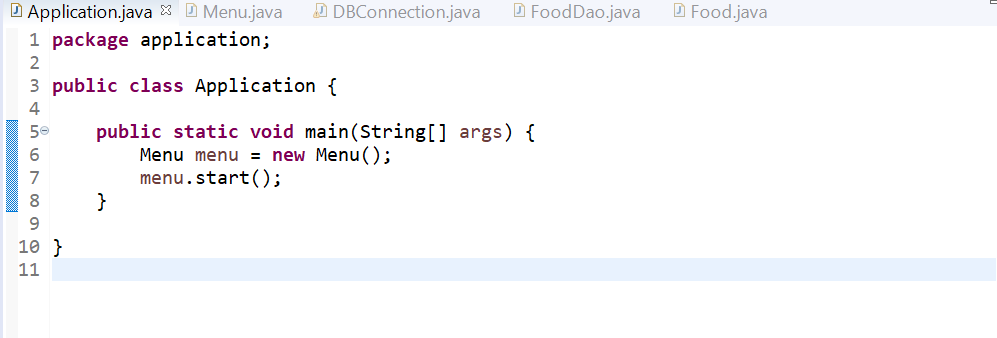 Application.java Menu.java DBConnection.java FoodDao.java Food.java
1 package application;
2
3 public class Application {
4
5 public static void main(String[] args) {
6 Menu menu = new Menu();
7 menu.start();
8 }
9
10 }
11